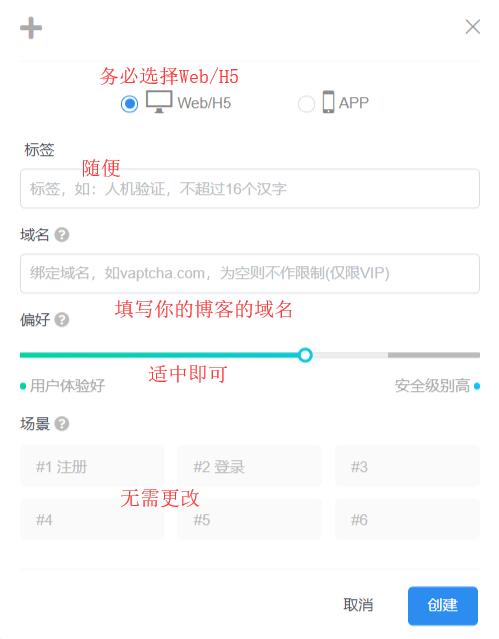 务必选择Web/H5
Web/H5 APP
标签
随便
标签，如：人机验证，不超过16个汉字
域名 ?
绑定域名，如vaptcha.com，为空则不作限制(仅限VIP)
填写你的博客的域名
偏好 ?
适中即可
用户体验好 安全级别高
场景 ?
#1 注册 #2 登录 #3
无需更改
#4 #5 #6
取消 创建